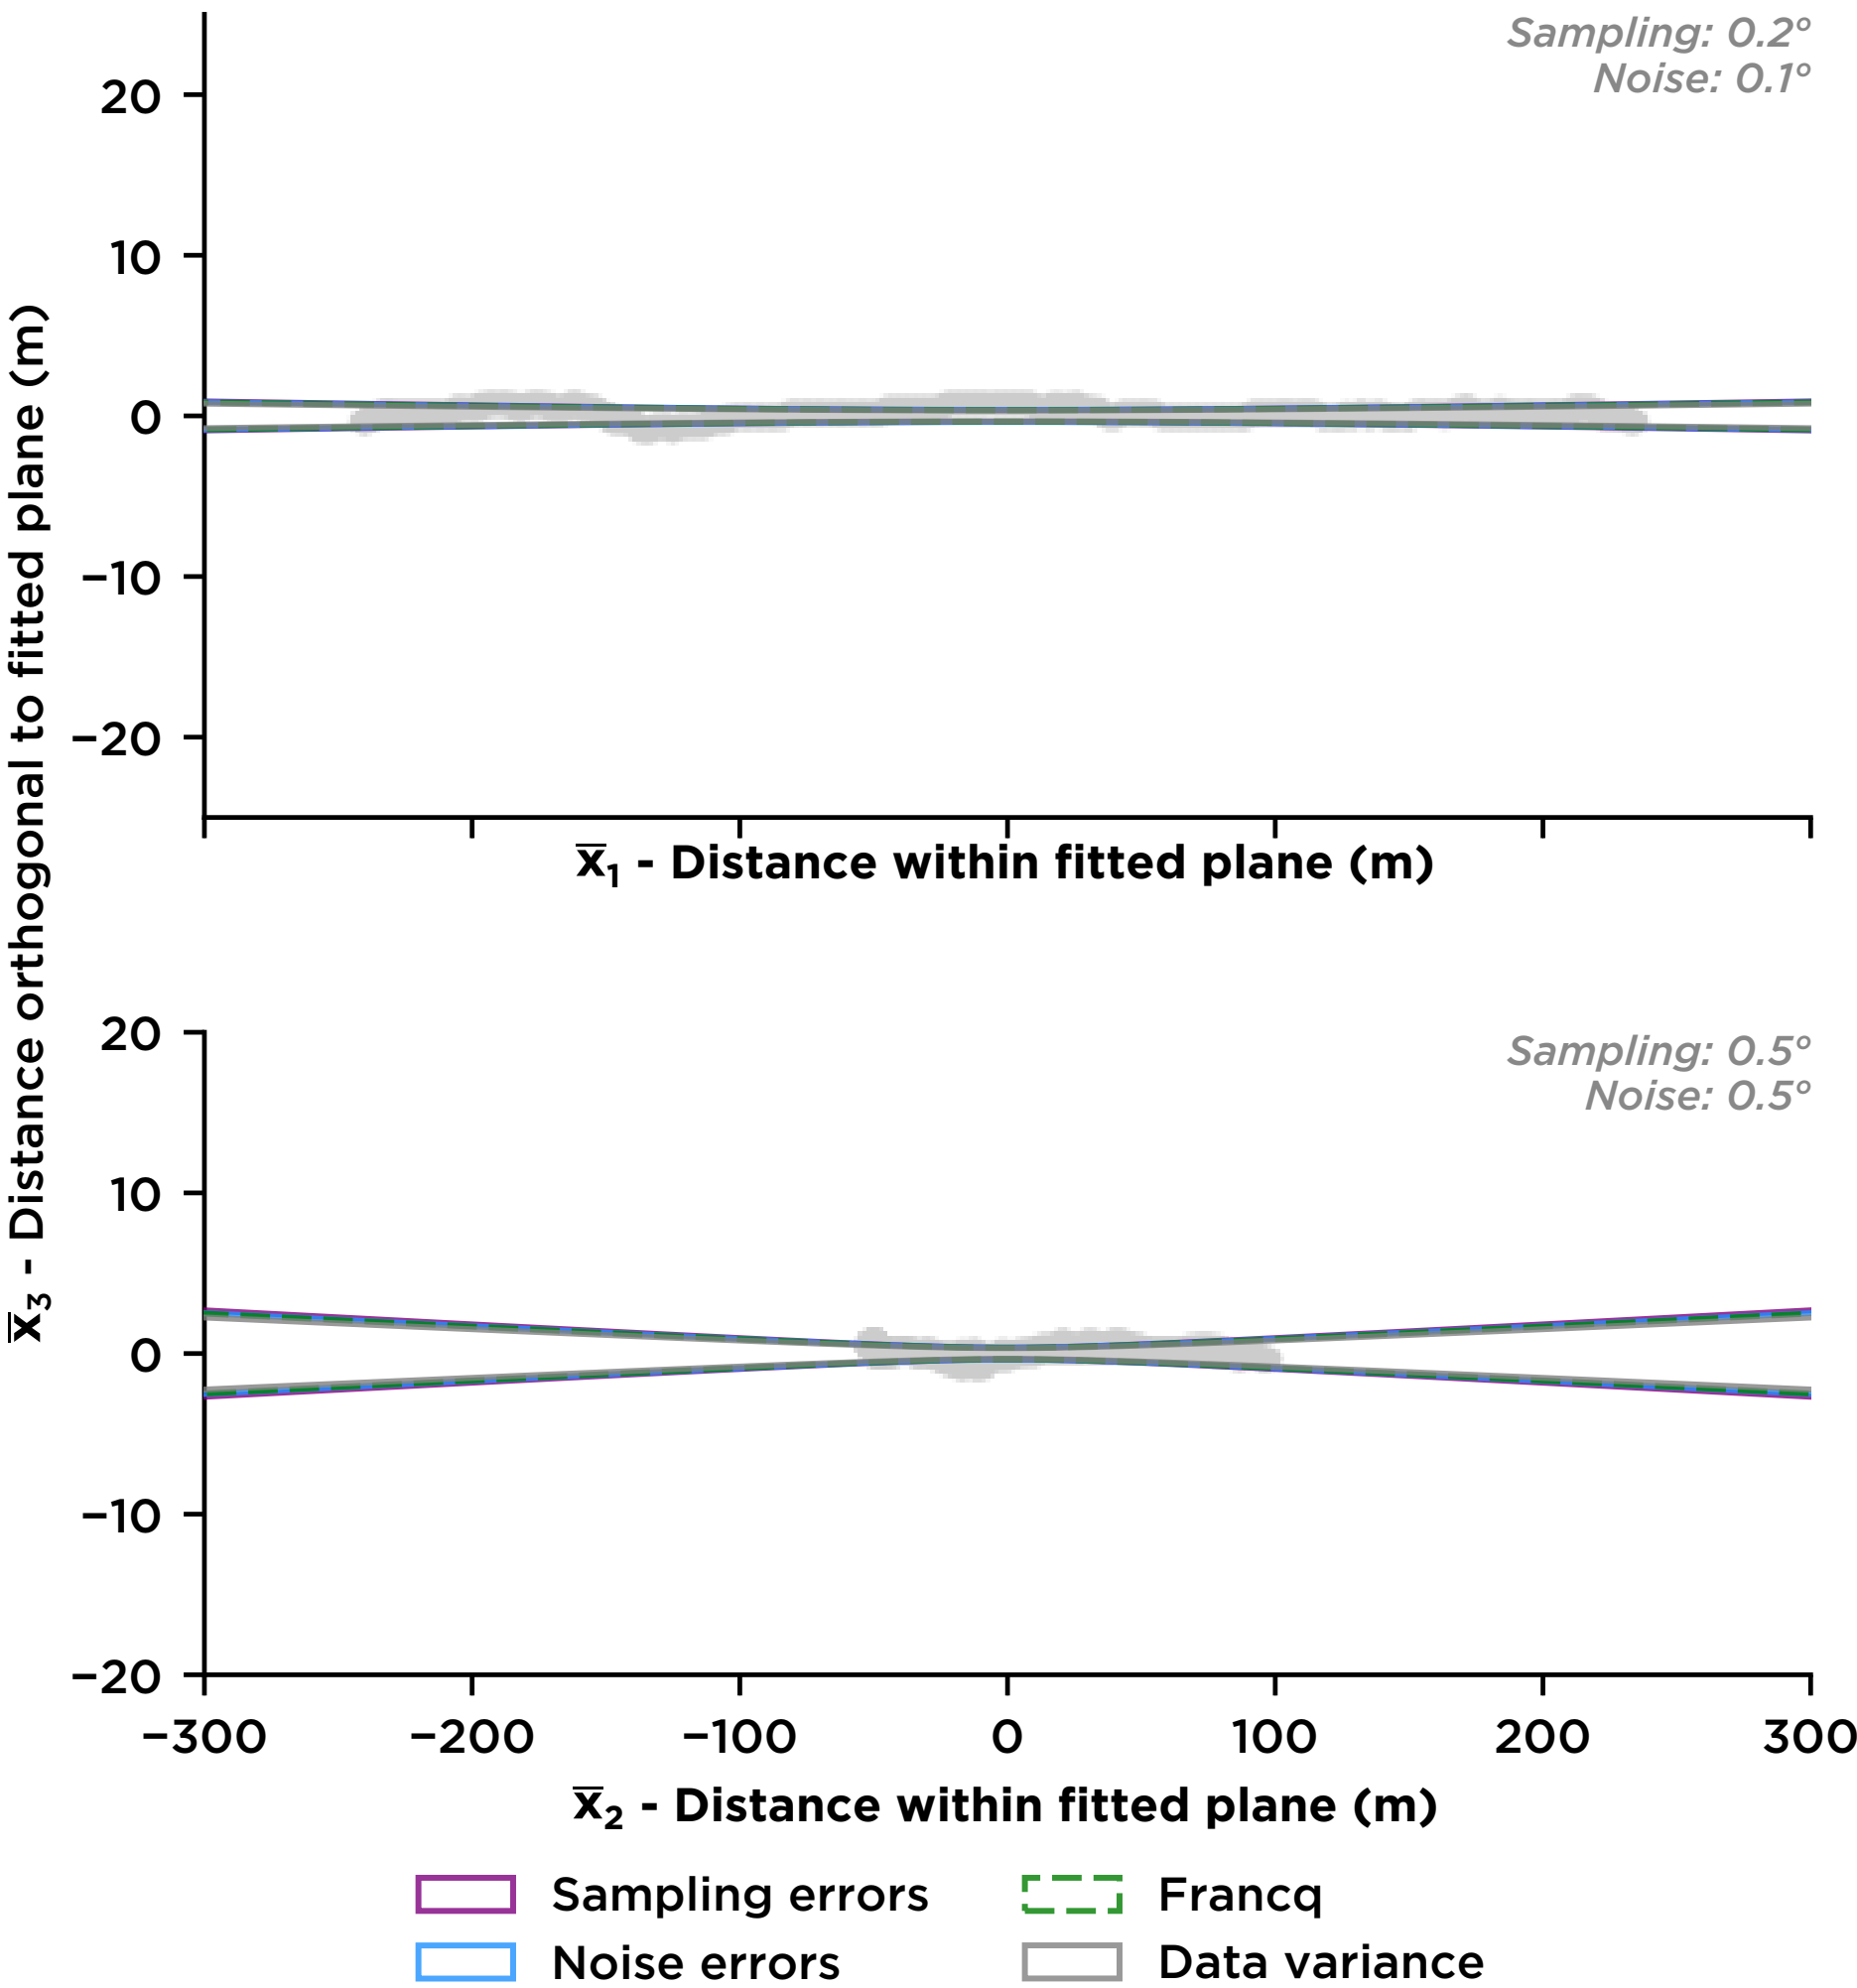 Sampling: 0.2°
Noise: 0.1°
20
10
0
−10
−20
x̅₁ - Distance within fitted plane (m)
x̅₃ - Distance orthogonal to fitted plane (m)
Sampling: 0.5°
Noise: 0.5°
20
10
0
−10
−20
−300 −200 −100 0 100 200 300
x̅₂ - Distance within fitted plane (m)
Sampling errors Francq
Noise errors Data variance